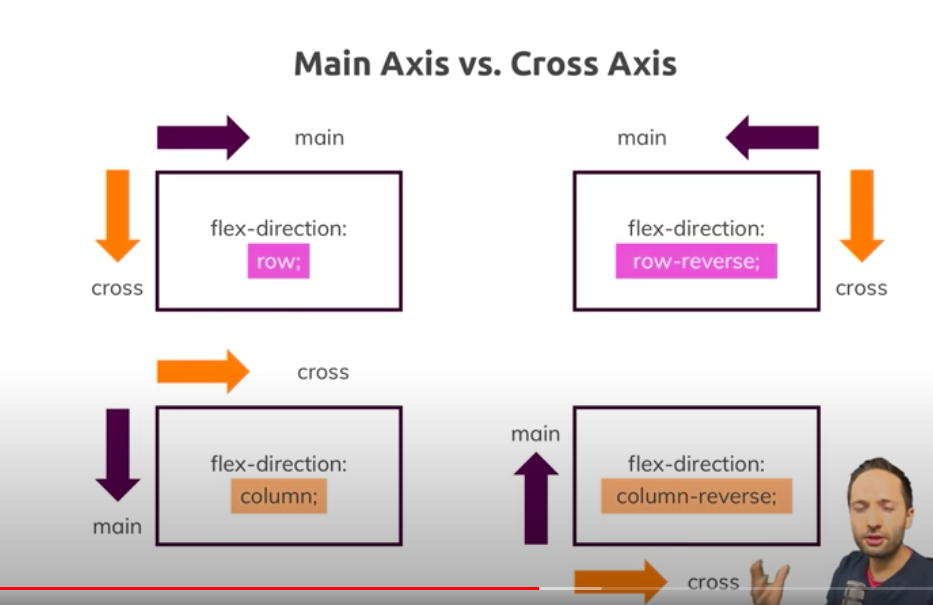 Main Axis vs. Cross Axis
main
cross
flex-direction:
row;
main
cross
flex-direction:
row-reverse;
cross
main
flex-direction:
column;
main
flex-direction:
column-reverse;
cross